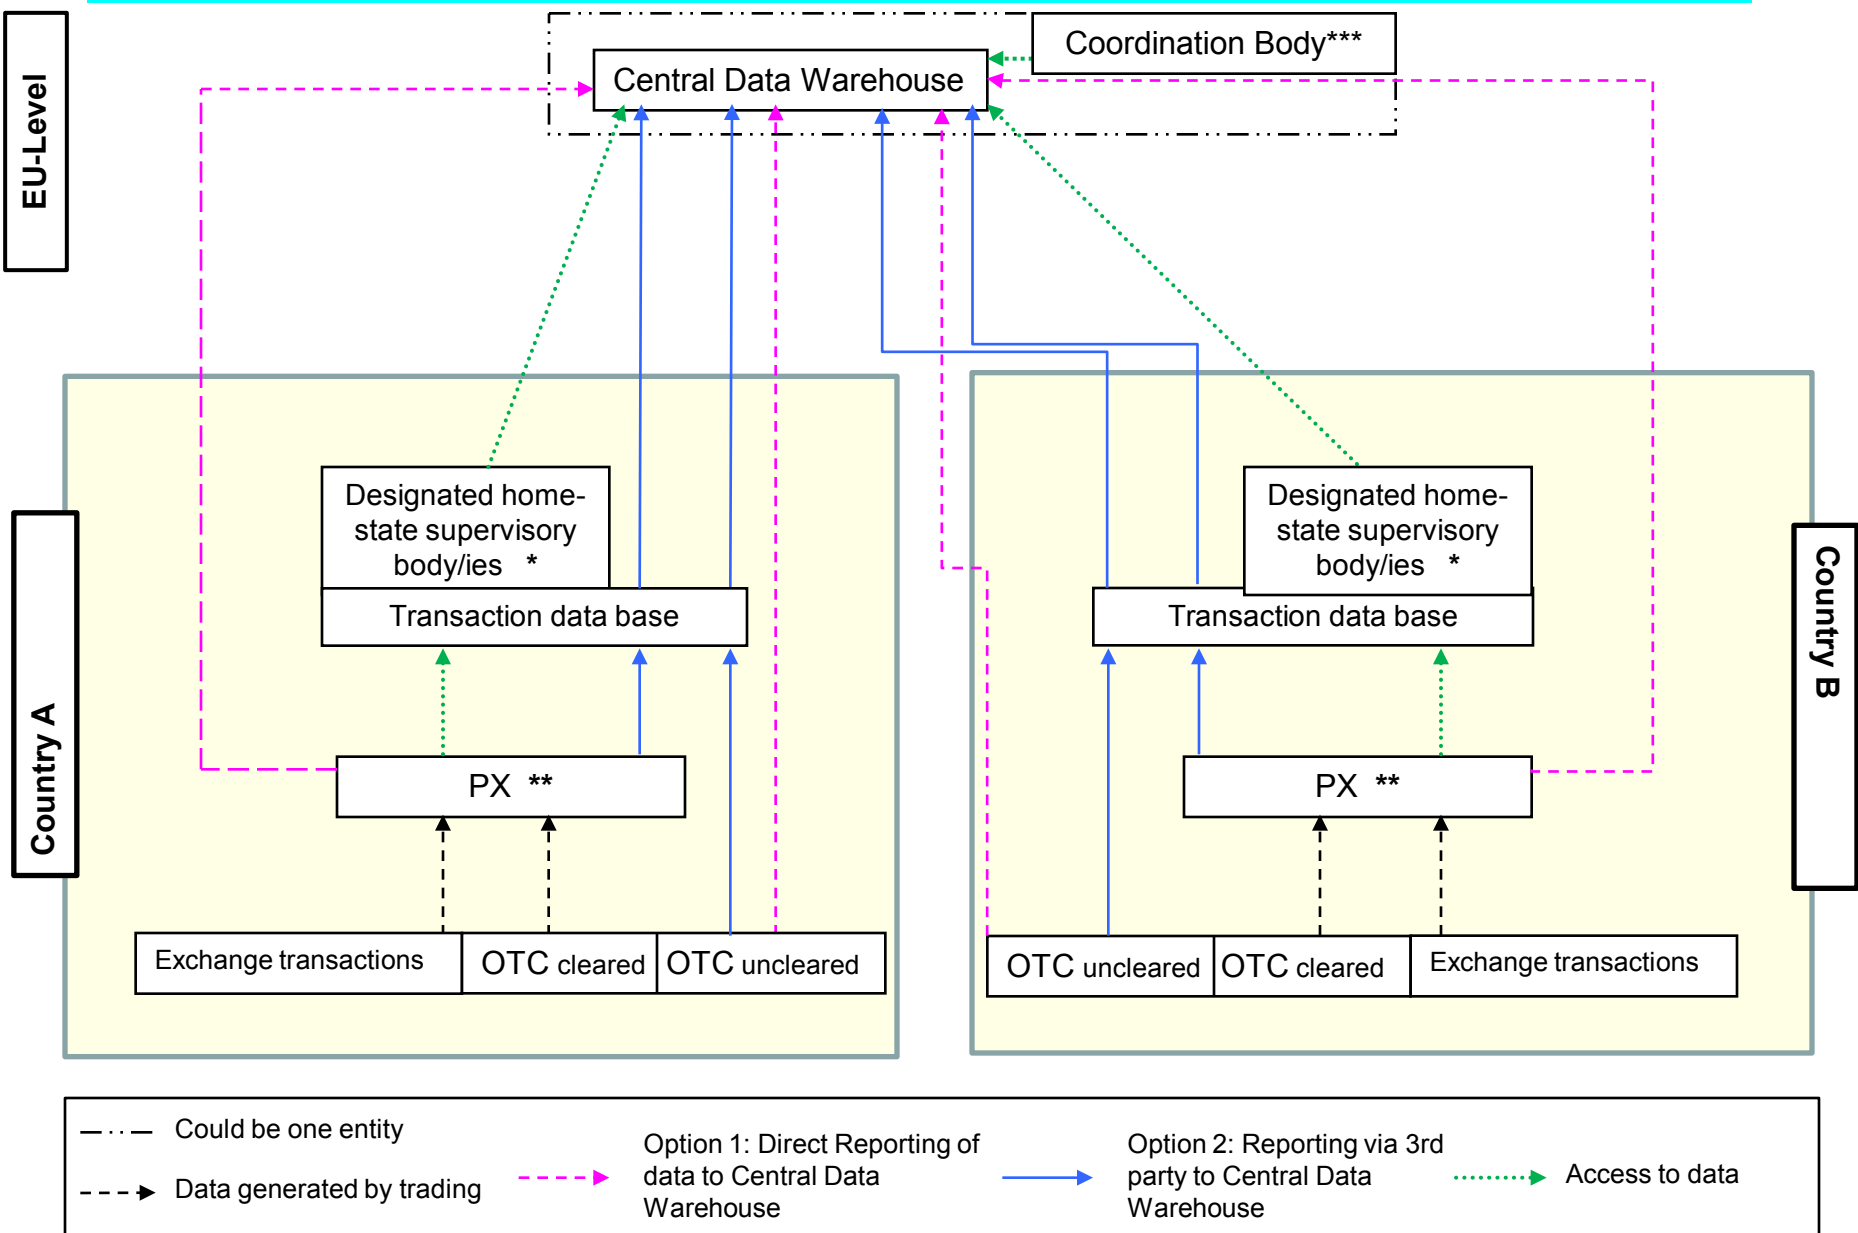 EU-Level
Coordination Body***
Central Data Warehouse
Country A
Designated home-
state supervisory
body/ies *
Transaction data base
PX **
Exchange transactions
OTC cleared
OTC uncleared
Designated home-
state supervisory
body/ies *
Transaction data base
PX **
OTC uncleared
OTC cleared
Exchange transactions
Country B
Could be one entity
Data generated by trading
Option 1: Direct Reporting of
data to Central Data
Warehouse
Option 2: Reporting via 3rd
party to Central Data
Warehouse
Access to data